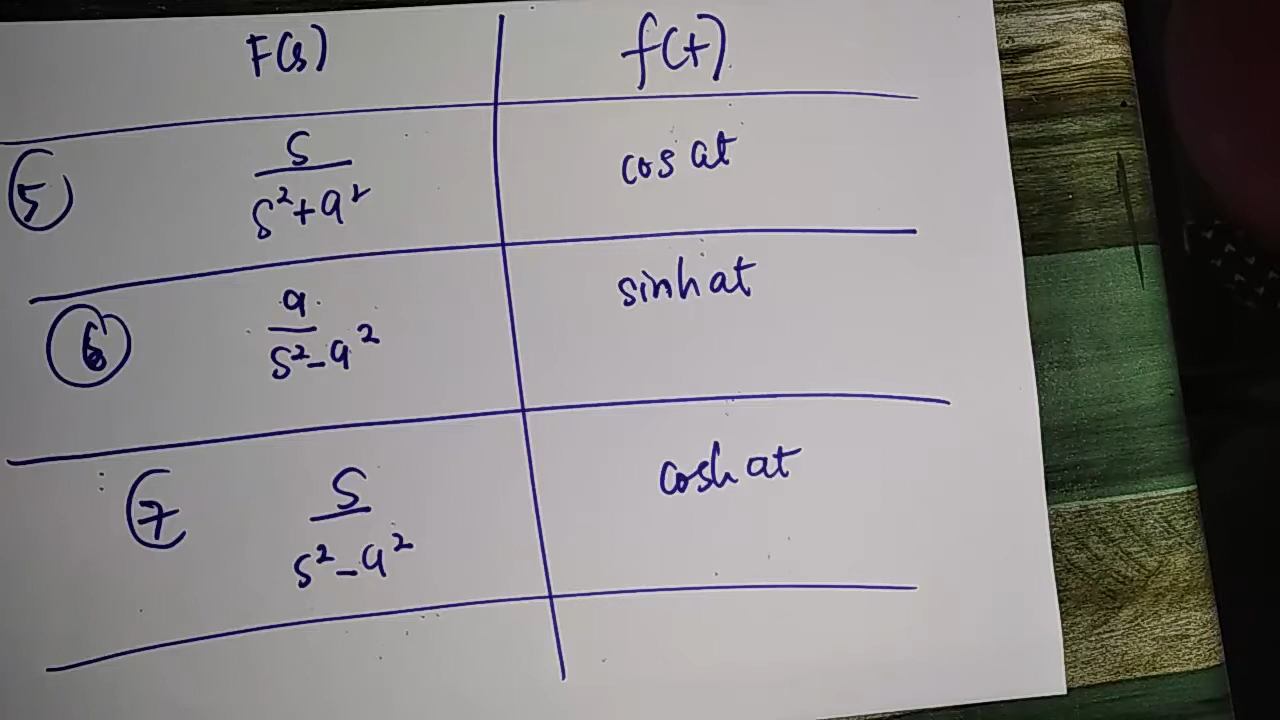 F(s) f(t)
5 s/(s²+a²) cos at
6 a/(s²-a²) sinh at
7 s/(s²-a²) cosh at